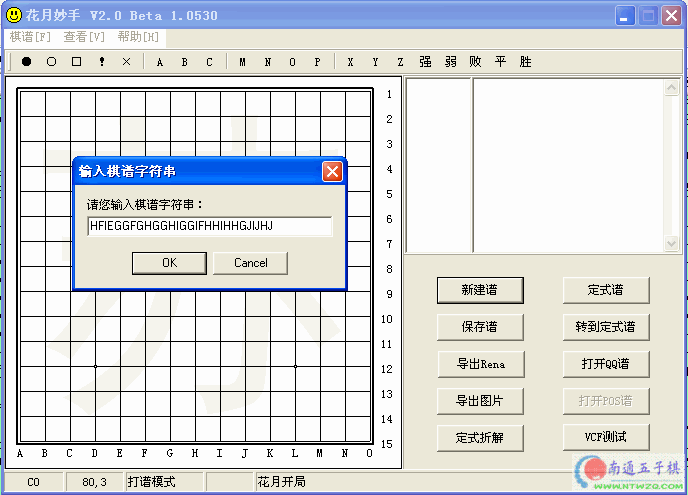 花月妙手 V2.0 Beta 1.0530
棋谱[F] 查看[V] 帮助[H]
! × A B C M N O P X Y Z 强 弱 败 平 胜
1
2
3
4
5
6
7
8
9
10
11
12
13
14
15
A B C D E F G H I J K L M N O
输入棋谱字符串
请您输入棋谱字符串：
HFIEGGFGHGGHIGGIFHHIHHGJIJHJ
OK Cancel
新建谱 定式谱
保存谱 转到定式谱
导出Rena 打开QQ谱
导出图片 打开POS谱
定式折解 VCF测试
CO 80,3 打谱模式 花月开局
南通五子棋
www.NTWZQ.COM